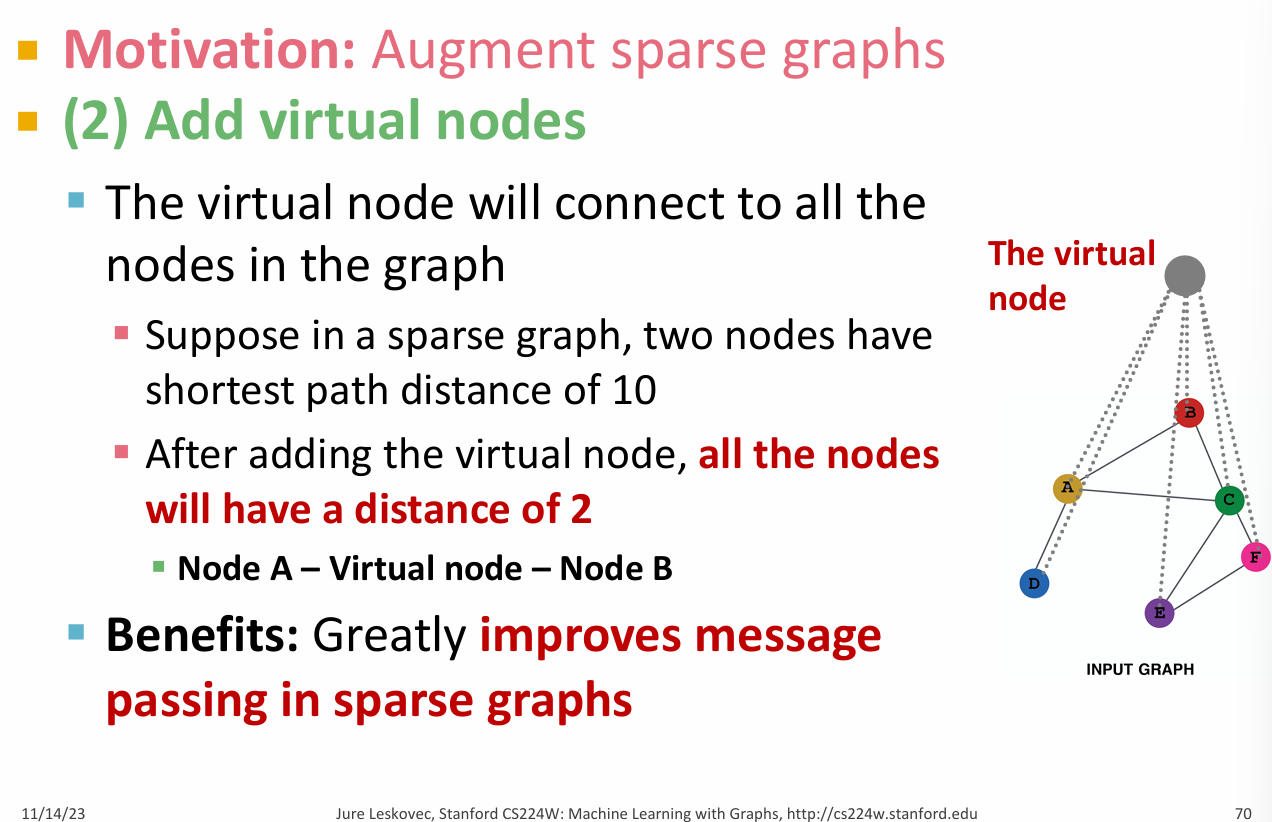 Motivation: Augment sparse graphs
(2) Add virtual nodes
The virtual node will connect to all the
nodes in the graph
Suppose in a sparse graph, two nodes have
shortest path distance of 10
After adding the virtual node, all the nodes
will have a distance of 2
Node A – Virtual node – Node B
Benefits: Greatly improves message
passing in sparse graphs
The virtual
node
B
A
C
F
D
E
INPUT GRAPH
11/14/23
Jure Leskovec, Stanford CS224W: Machine Learning with Graphs, http://cs224w.stanford.edu
70